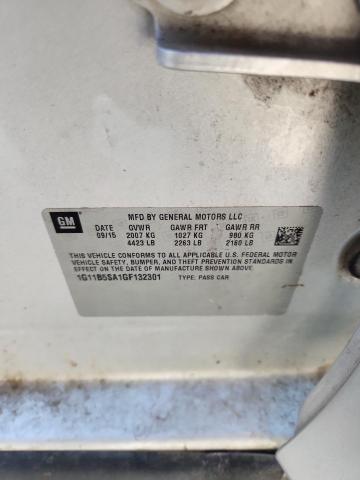 GM
MFD BY GENERAL MOTORS LLC
DATE GVWR GAWR FRT GAWR RR
09/15 2007 KG 1027 KG 980 KG
4423 LB 2263 LB 2160 LB
THIS VEHICLE CONFORMS TO ALL APPLICABLE U.S. FEDERAL MOTOR
VEHICLE SAFETY, BUMPER, AND THEFT PREVENTION STANDARDS IN
EFFECT ON THE DATE OF MANUFACTURE SHOWN ABOVE.
1G11B5SA1GF132301 TYPE: PASS CAR